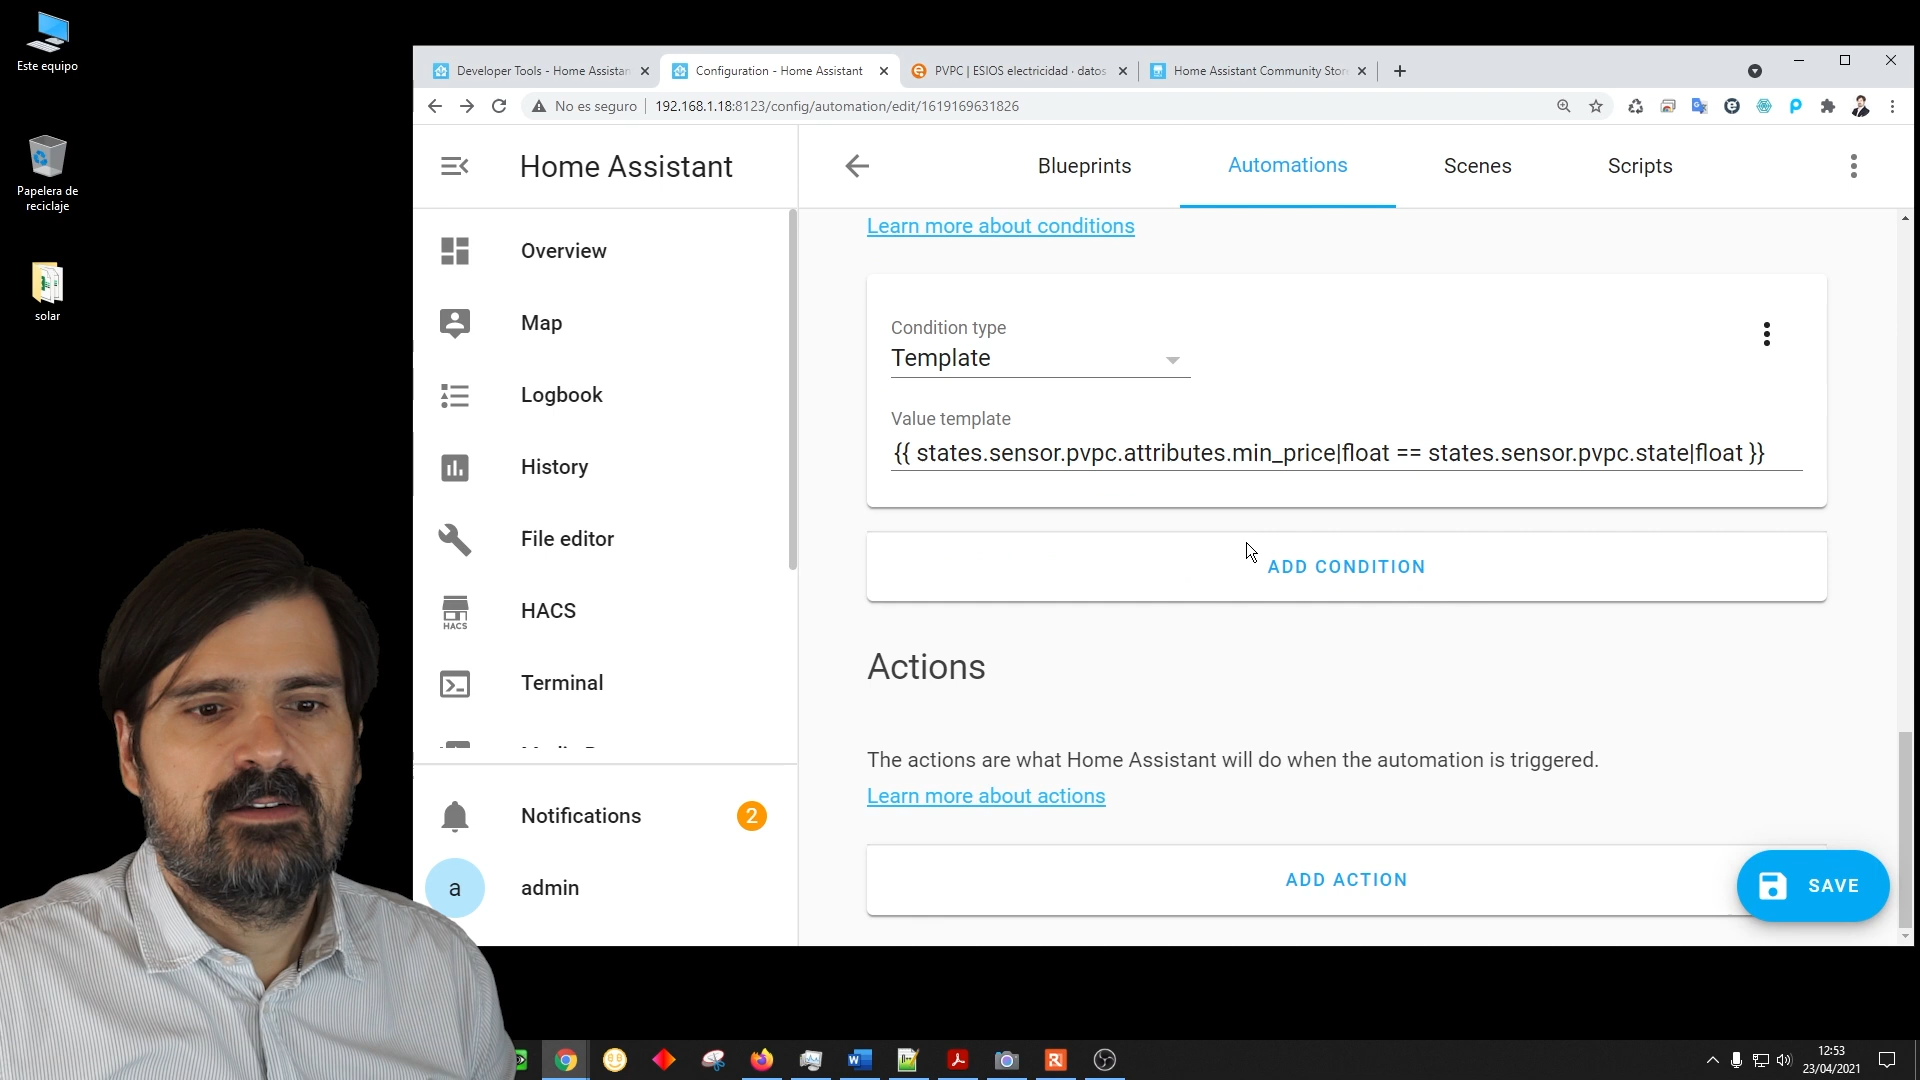 Este equipo
Papelera de
reciclaje
solar
Developer Tools - Home Assistan
Configuration - Home Assistant
PVPC | ESIOS electricidad · datos
Home Assistant Community Store
No es seguro
192.168.1.18:8123/config/automation/edit/1619169631826
Home Assistant
Blueprints
Automations
Scenes
Scripts
Overview
Map
Logbook
History
File editor
HACS
HACS
Terminal
Notifications
2
a
admin
Learn more about conditions
Condition type
Template
Value template
{{ states.sensor.pvpc.attributes.min_price|float == states.sensor.pvpc.state|float }}
ADD CONDITION
Actions
The actions are what Home Assistant will do when the automation is triggered.
Learn more about actions
ADD ACTION
SAVE
12:53
23/04/2021